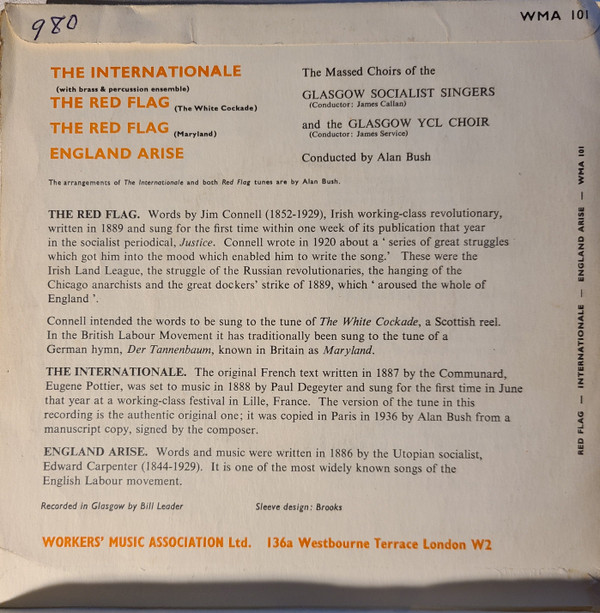 980
WMA 101
THE INTERNATIONALE
(with brass & percussion ensemble)
THE RED FLAG (The White Cockade)
THE RED FLAG (Maryland)
ENGLAND ARISE
The Massed Choirs of the
GLASGOW SOCIALIST SINGERS
(Conductor: James Callan)
and the GLASGOW YCL CHOIR
(Conductor: James Service)
Conducted by Alan Bush
The arrangements of The Internationale and both Red Flag tunes are by Alan Bush.
THE RED FLAG. Words by Jim Connell (1852-1929), Irish working-class revolutionary,
written in 1889 and sung for the first time within one week of its publication that year
in the socialist periodical, Justice. Connell wrote in 1920 about a ‘ series of great struggles
which got him into the mood which enabled him to write the song.’ These were the
Irish Land League, the struggle of the Russian revolutionaries, the hanging of the
Chicago anarchists and the great dockers’ strike of 1889, which ‘ aroused the whole of
England ’.
Connell intended the words to be sung to the tune of The White Cockade, a Scottish reel.
In the British Labour Movement it has traditionally been sung to the tune of a
German hymn, Der Tannenbaum, known in Britain as Maryland.
THE INTERNATIONALE. The original French text written in 1887 by the Communard,
Eugene Pottier, was set to music in 1888 by Paul Degeyter and sung for the first time in June
that year at a working-class festival in Lille, France. The version of the tune in this
recording is the authentic original one; it was copied in Paris in 1936 by Alan Bush from a
manuscript copy, signed by the composer.
ENGLAND ARISE. Words and music were written in 1886 by the Utopian socialist,
Edward Carpenter (1844-1929). It is one of the most widely known songs of the
English Labour movement.
Recorded in Glasgow by Bill Leader
Sleeve design: Brooks
WORKERS’ MUSIC ASSOCIATION Ltd. 136a Westbourne Terrace London W2
RED FLAG — INTERNATIONALE — ENGLAND ARISE — WMA 101